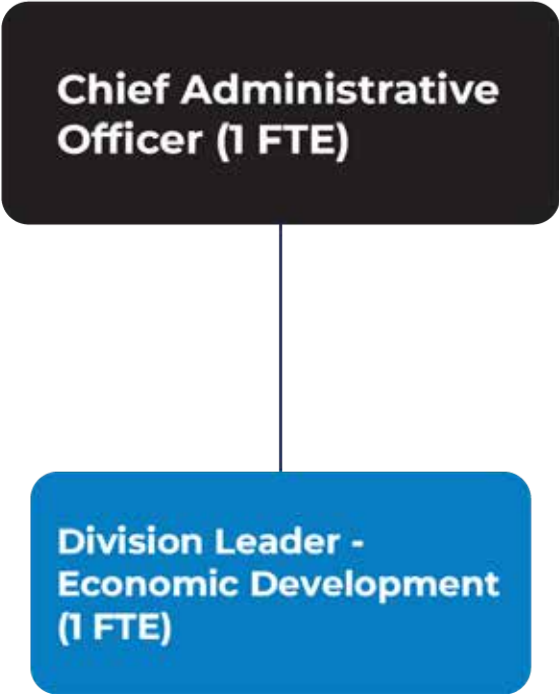 Chief Administrative
Officer (1 FTE)
Division Leader -
Economic Development
(1 FTE)